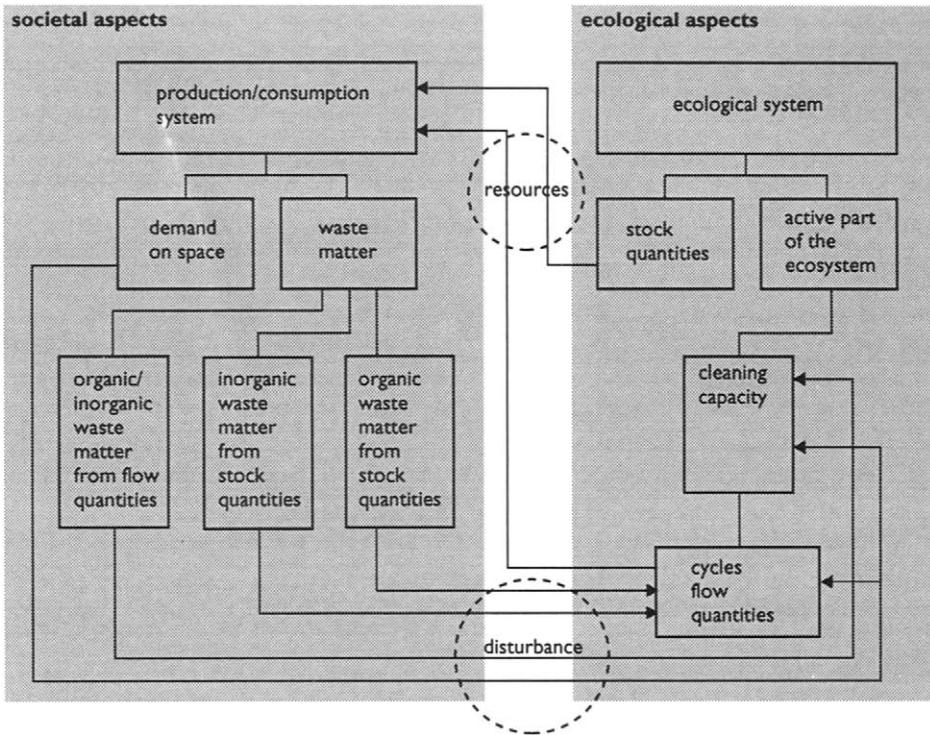 societal aspects
ecological aspects
production/consumption
system
ecological system
resources
demand
on space
waste
matter
stock
quantities
active part
of the
ecosystem
organic/
inorganic
waste
matter
from flow
quantities
inorganic
waste
matter
from
stock
quantities
organic
waste
matter
from
stock
quantities
cleaning
capacity
cycles
flow
quantities
disturbance